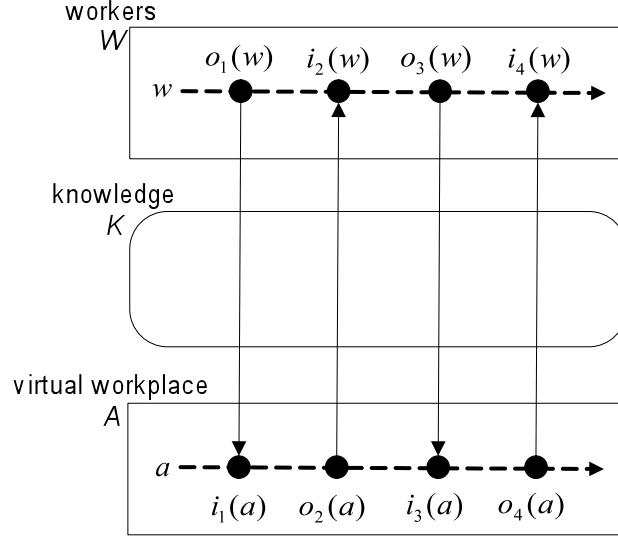 workers
W
o₁(w) i₂(w) o₃(w) i₄(w)
w
knowledge
K
virtual workplace
A
a
i₁(a) o₂(a) i₃(a) o₄(a)